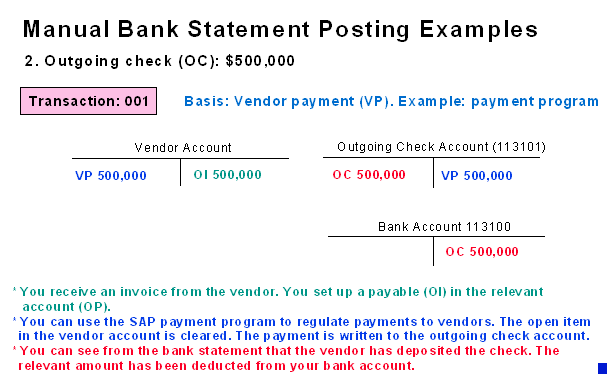 Manual Bank Statement Posting Examples
2. Outgoing check (OC): $500,000
Transaction: 001 Basis: Vendor payment (VP). Example: payment program
Vendor Account Outgoing Check Account (113101)
VP 500,000 OI 500,000 OC 500,000 VP 500,000
Bank Account 113100
OC 500,000
* You receive an invoice from the vendor. You set up a payable (OI) in the relevant
account (OP).
* You can use the SAP payment program to regulate payments to vendors. The open item
in the vendor account is cleared. The payment is written to the outgoing check account.
* You can see from the bank statement that the vendor has deposited the check. The
relevant amount has been deducted from your bank account.